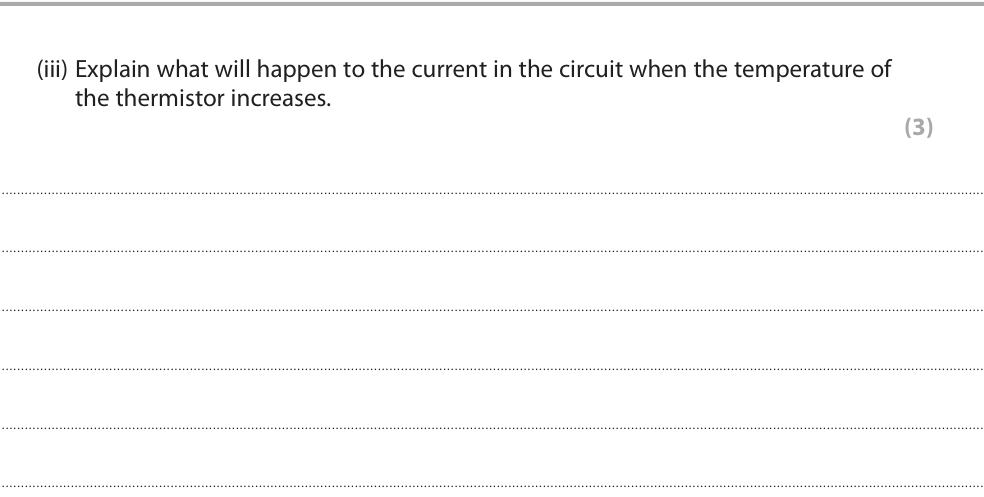 (iii) Explain what will happen to the current in the circuit when the temperature of
the thermistor increases.
(3)